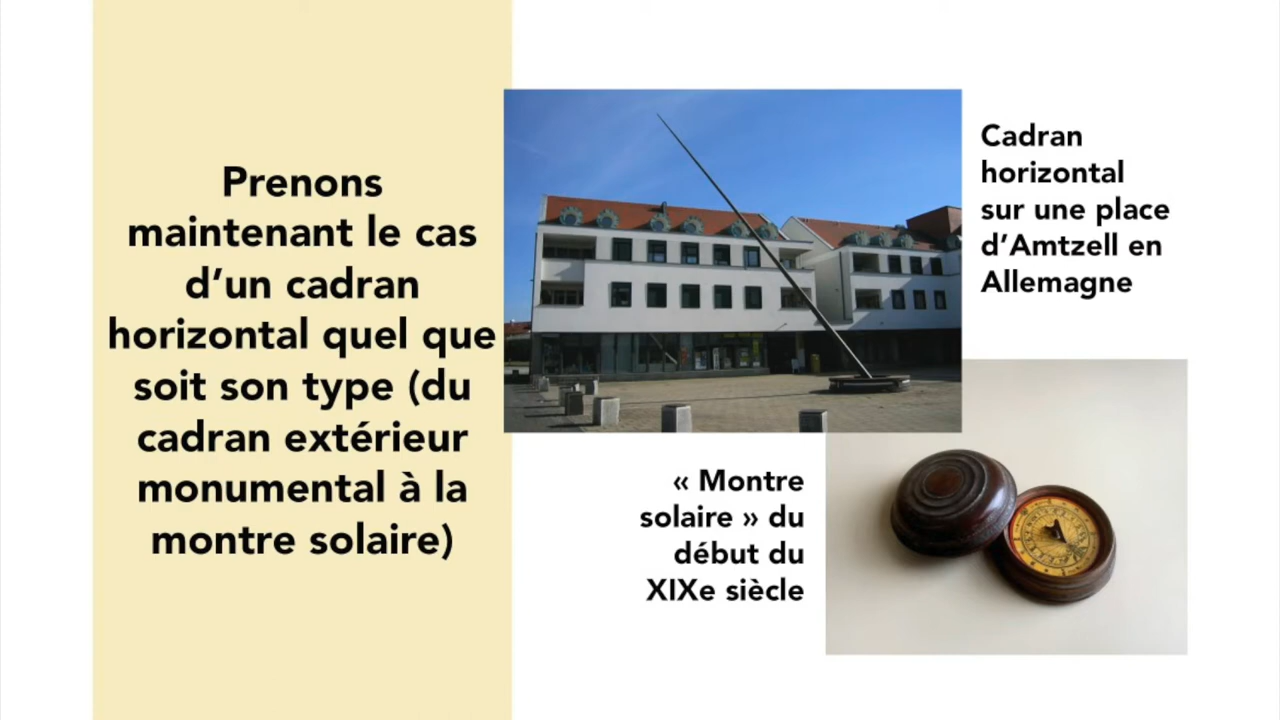 Prenons
maintenant le cas
d’un cadran
horizontal quel que
soit son type (du
cadran extérieur
monumental à la
montre solaire)
Cadran
horizontal
sur une place
d’Amtzell en
Allemagne
« Montre
solaire » du
début du
XIXe siècle